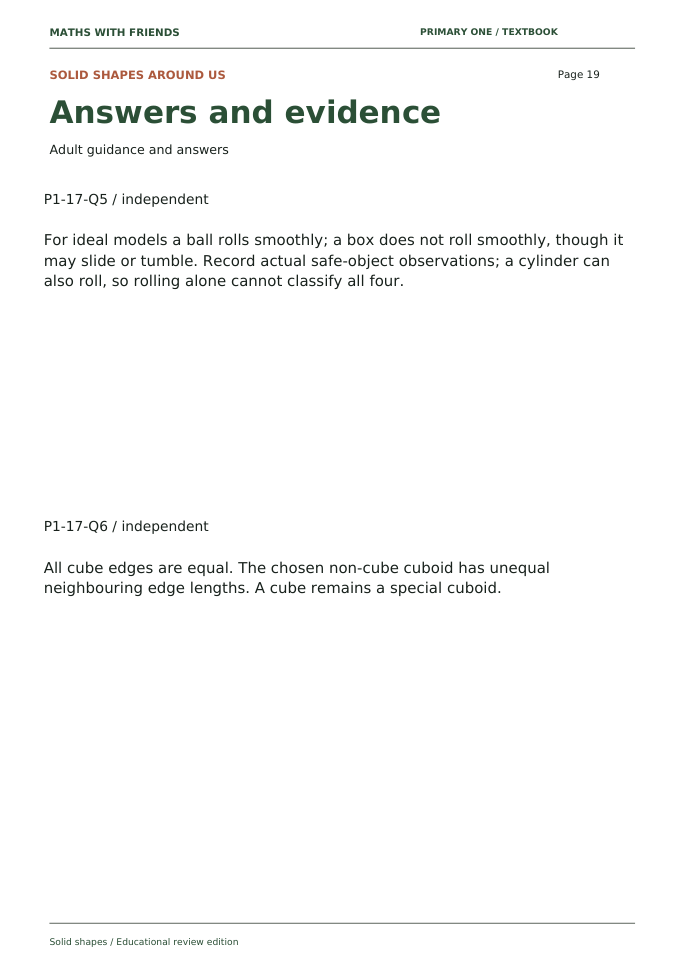 MATHS WITH FRIENDS
PRIMARY ONE / TEXTBOOK
SOLID SHAPES AROUND US
Page 19
Answers and evidence
Adult guidance and answers
P1-17-Q5 / independent
For ideal models a ball rolls smoothly; a box does not roll smoothly, though it
may slide or tumble. Record actual safe-object observations; a cylinder can
also roll, so rolling alone cannot classify all four.
P1-17-Q6 / independent
All cube edges are equal. The chosen non-cube cuboid has unequal
neighbouring edge lengths. A cube remains a special cuboid.
Solid shapes / Educational review edition